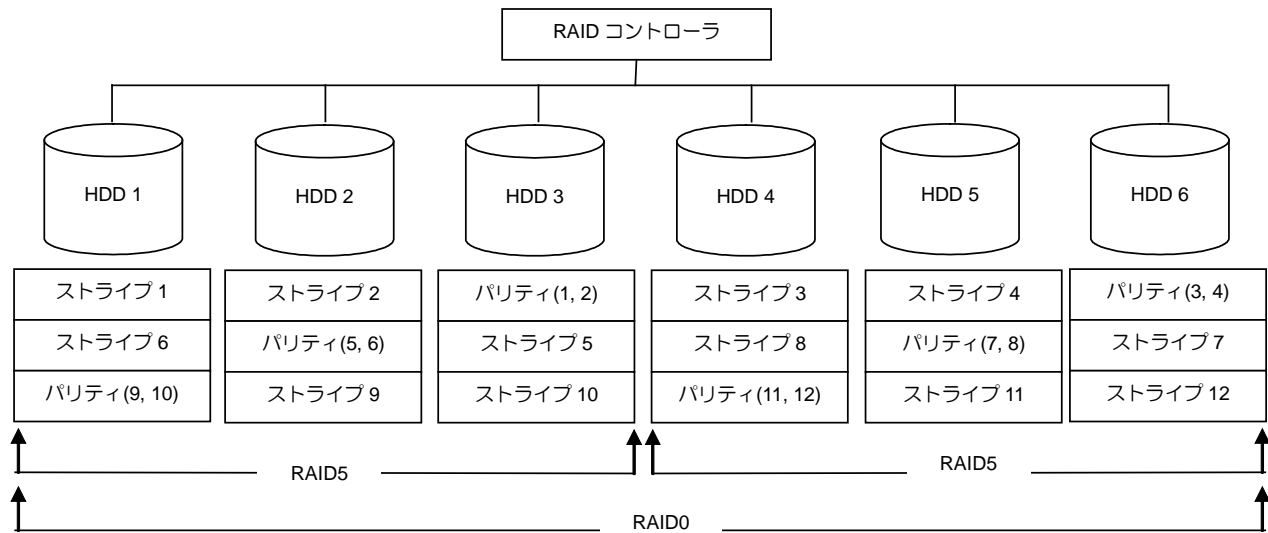 RAID コントローラ
HDD 1
HDD 2
HDD 3
HDD 4
HDD 5
HDD 6
ストライプ 1
ストライプ 2
パリティ(1, 2)
ストライプ 3
ストライプ 4
パリティ(3, 4)
ストライプ 6
パリティ(5, 6)
ストライプ 5
ストライプ 8
パリティ(7, 8)
ストライプ 7
パリティ(9, 10)
ストライプ 9
ストライプ 10
パリティ(11, 12)
ストライプ 11
ストライプ 12
RAID5
RAID5
RAID0